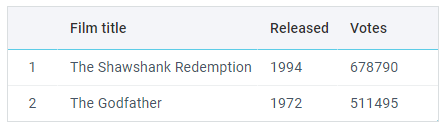 Film title Released Votes
1 The Shawshank Redemption 1994 678790
2 The Godfather 1972 511495